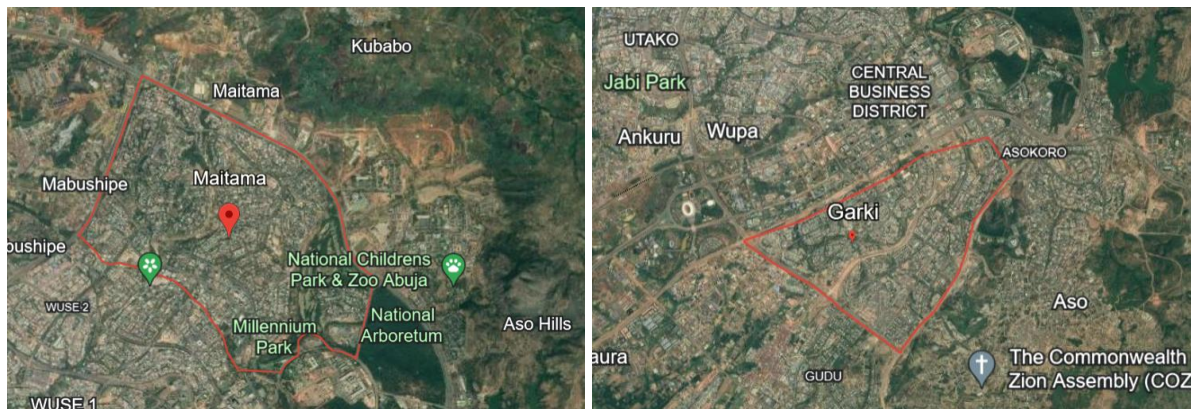 Kubabo
Maitama
Maitama
Mabushipe
bushipe
National Childrens
Park & Zoo Abuja
WUSE-2
National
Arboretum
Millennium
Park
Aso Hills
WUSE 1
UTAKO
CENTRAL
BUSINESS
DISTRICT
Jabi Park
Ankuru
Wupa
ASOKORO
Garki
Aso
aura
GUDU
The Commonwealth
Zion Assembly (COZ